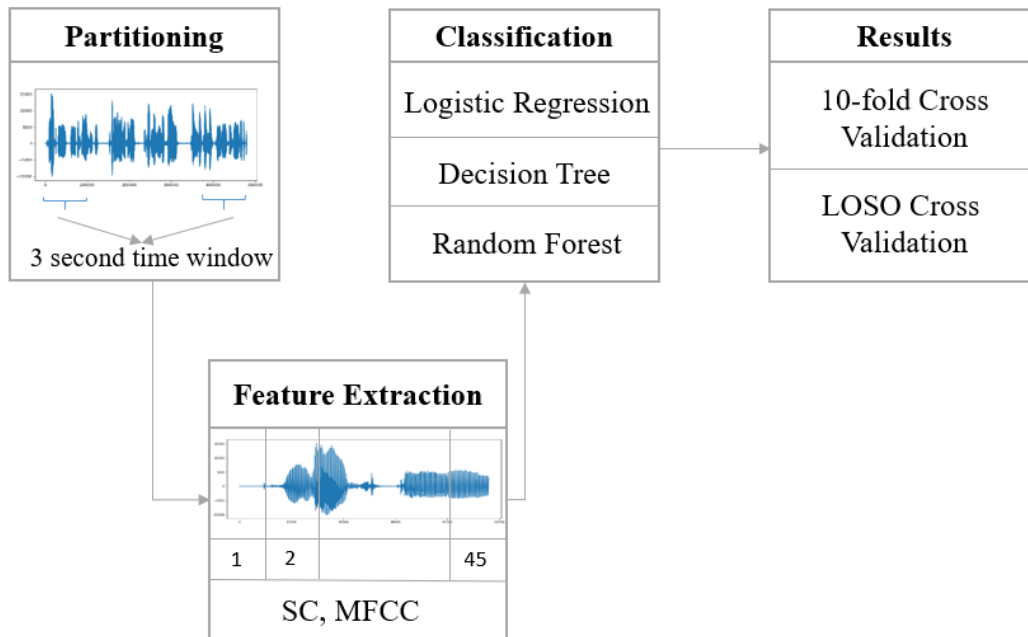 Partitioning
3 second time window
Feature Extraction
1 2 45
SC, MFCC
Classification
Logistic Regression
Decision Tree
Random Forest
Results
10-fold Cross
Validation
LOSO Cross
Validation